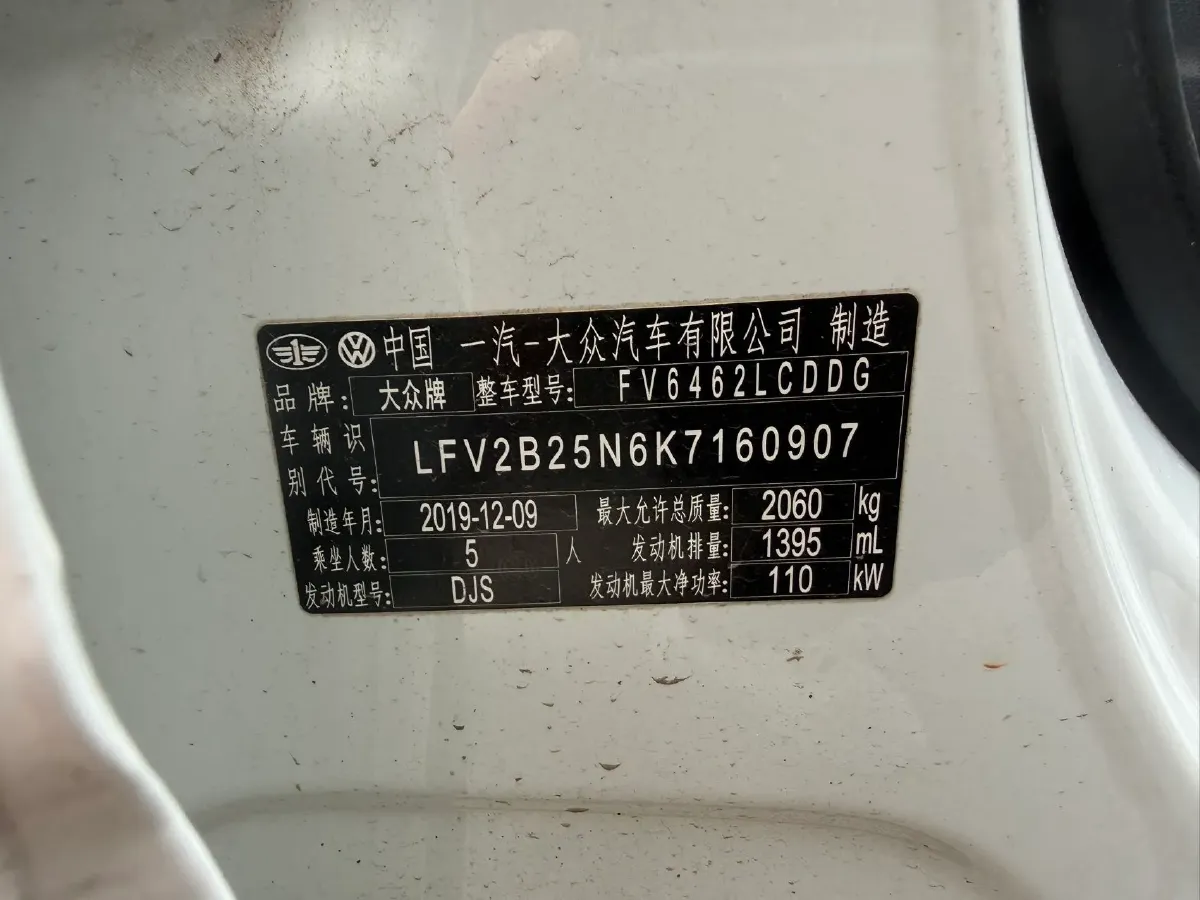 中国 一汽-大众汽车有限公司 制造
品牌: 大众牌 整车型号: FV6462LCDDG
车辆识别代号: LFV2B25N6K7160907
制造年月: 2019-12-09 最大允许总质量: 2060 kg
乘坐人数: 5 人 发动机排量: 1395 mL
发动机型号: DJS 发动机最大净功率: 110 kW